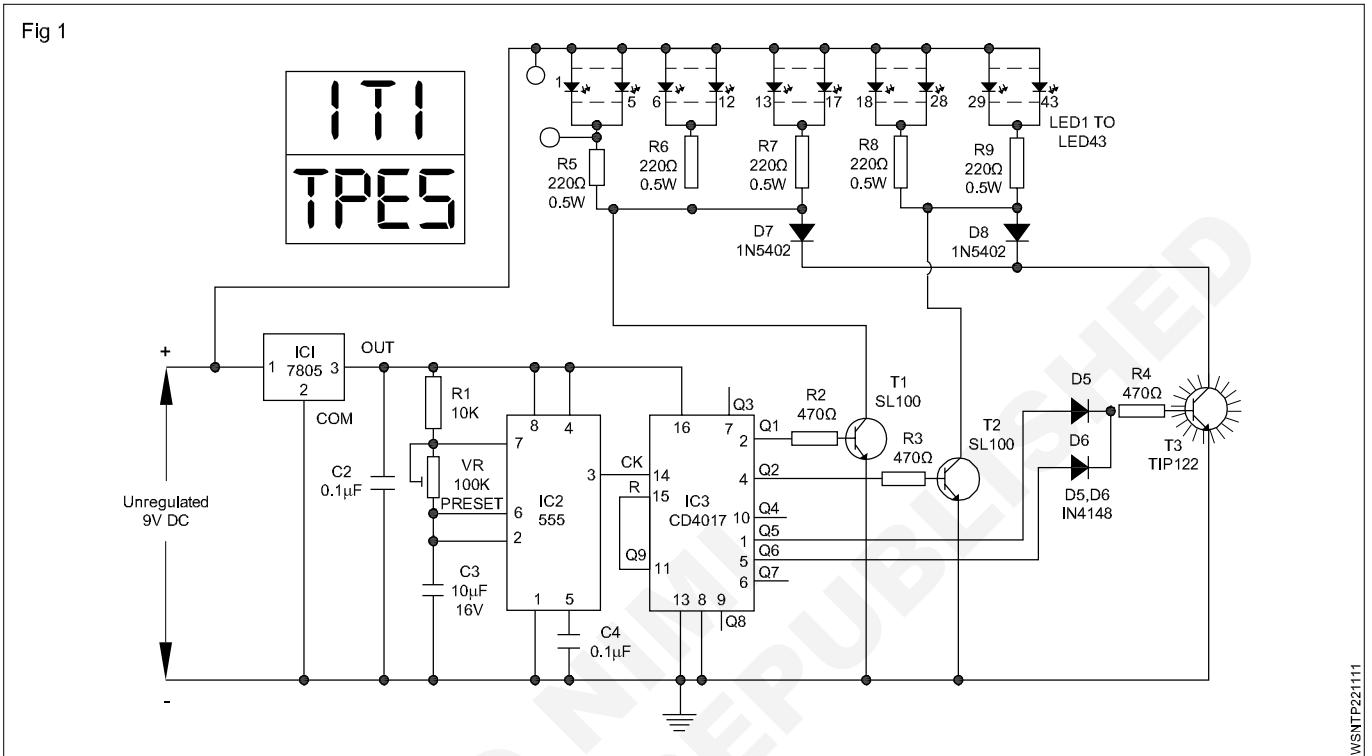 Fig 1
ITI
TPES
1
5
6
12
13
17
18
28
29
43
LED1 TO
LED43
R5
220Ω
0.5W
R6
220Ω
0.5W
R7
220Ω
0.5W
R8
220Ω
0.5W
R9
220Ω
0.5W
D7
1N5402
D8
1N5402
+
Unregulated
9V DC
-
1
ICI
7805
3
2
OUT
COM
C2
0.1µF
R1
10K
VR
100K
PRESET
C3
10µF
16V
8
4
7
3
6
2
IC2
555
1
5
C4
0.1µF
CK
R
Q9
16
7
Q3
2
Q1
14
15
4
Q2
IC3
CD4017
10
Q4
1
Q5
11
5
Q6
6
Q7
13
8
9
Q8
R2
470Ω
T1
SL100
R3
470Ω
T2
SL100
D5
D6
D5,D6
IN4148
R4
470Ω
T3
TIP122
NIMI
REPUBLISHED
WSNTP221111